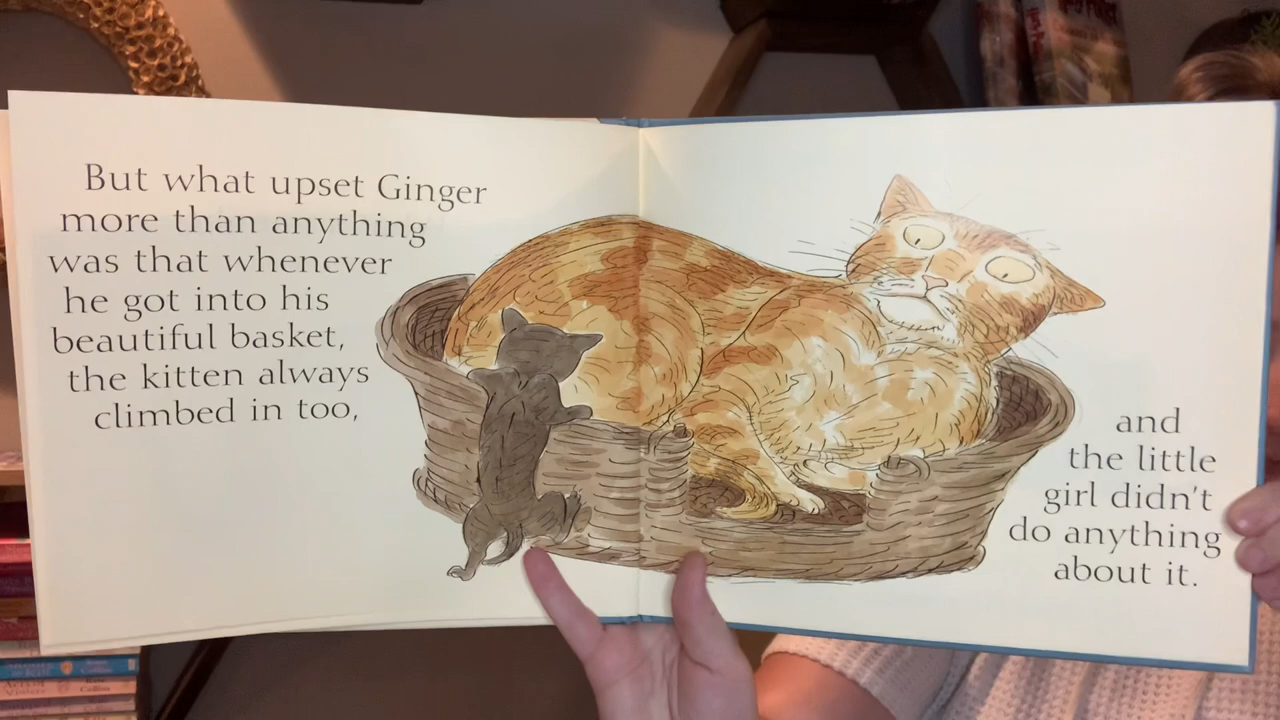 But what upset Ginger
more than anything
was that whenever
he got into his
beautiful basket,
the kitten always
climbed in too,
and
the little
girl didn't
do anything
about it.